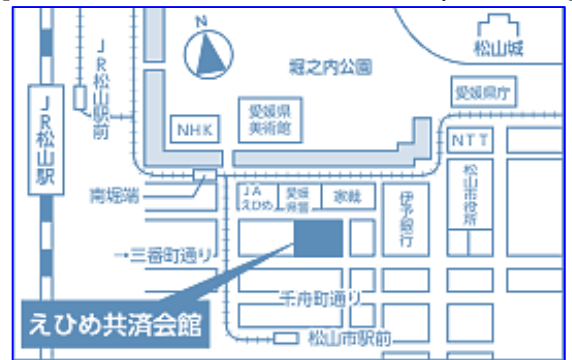 N
松山城
JR松山駅前
堀之内公園
愛媛県庁
JR松山駅
NHK
愛媛県
美術館
NTT
南堀端
JA
えひめ
愛媛
県警
家裁
伊予銀行
松山市役所
→三番町通り
千舟町通り
えひめ共済会館
松山市駅前